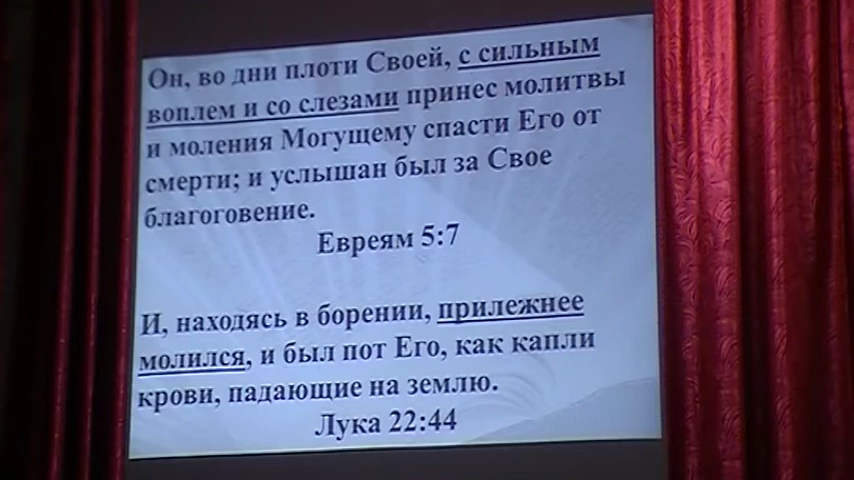 Он, во дни плоти Своей, с сильным
воплем и со слезами принес молитвы
и моления Могущему спасти Его от
смерти; и услышан был за Свое
благоговение.
Евреям 5:7
И, находясь в борении, прилежнее
молился, и был пот Его, как капли
крови, падающие на землю.
Лука 22:44